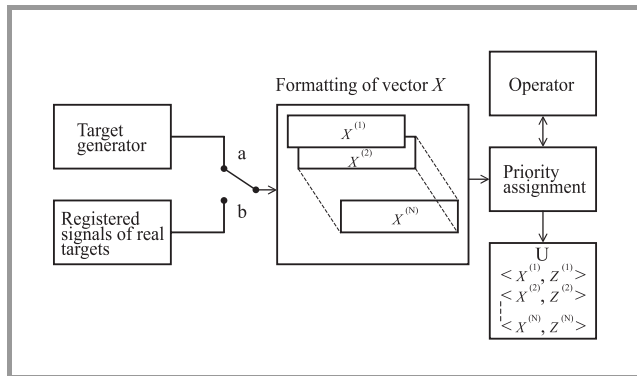 Formatting of vector X
Operator
Target
generator
a
X(1)
X(2)
X(N)
Priority
assignment
b
Registered
signals of real
targets
U
< X(1), Z(1)>
< X(2), Z(2)>
< X(N), Z(N)>